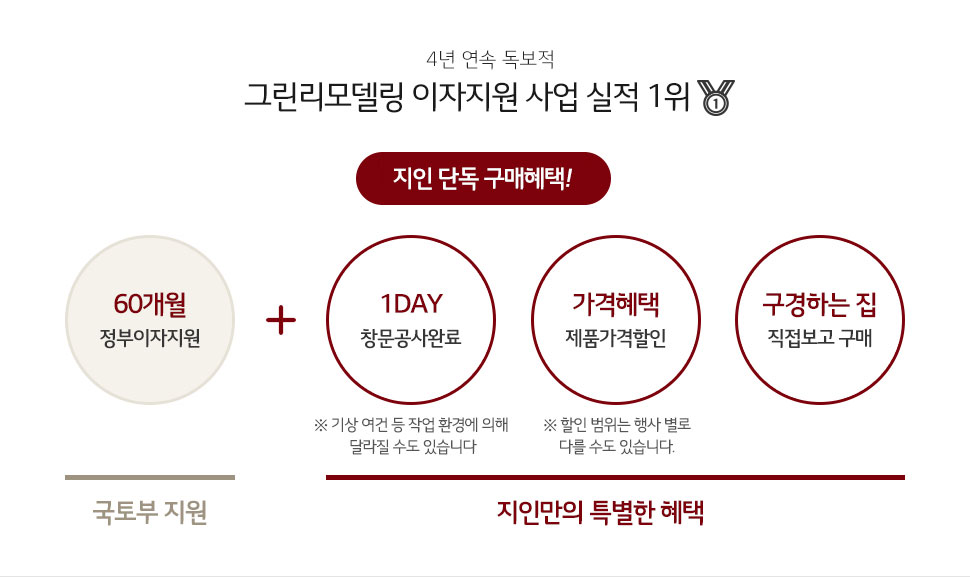 4년 연속 독보적
그린리모델링 이자지원 사업 실적 1위
1
지인 단독 구매혜택!
60개월
정부이자지원
+
1DAY
창문공사완료
가격혜택
제품가격할인
구경하는 집
직접보고 구매
※ 기상 여건 등 작업 환경에 의해
달라질 수도 있습니다
※ 할인 범위는 행사 별로
다를 수도 있습니다.
국토부 지원
지인만의 특별한 혜택